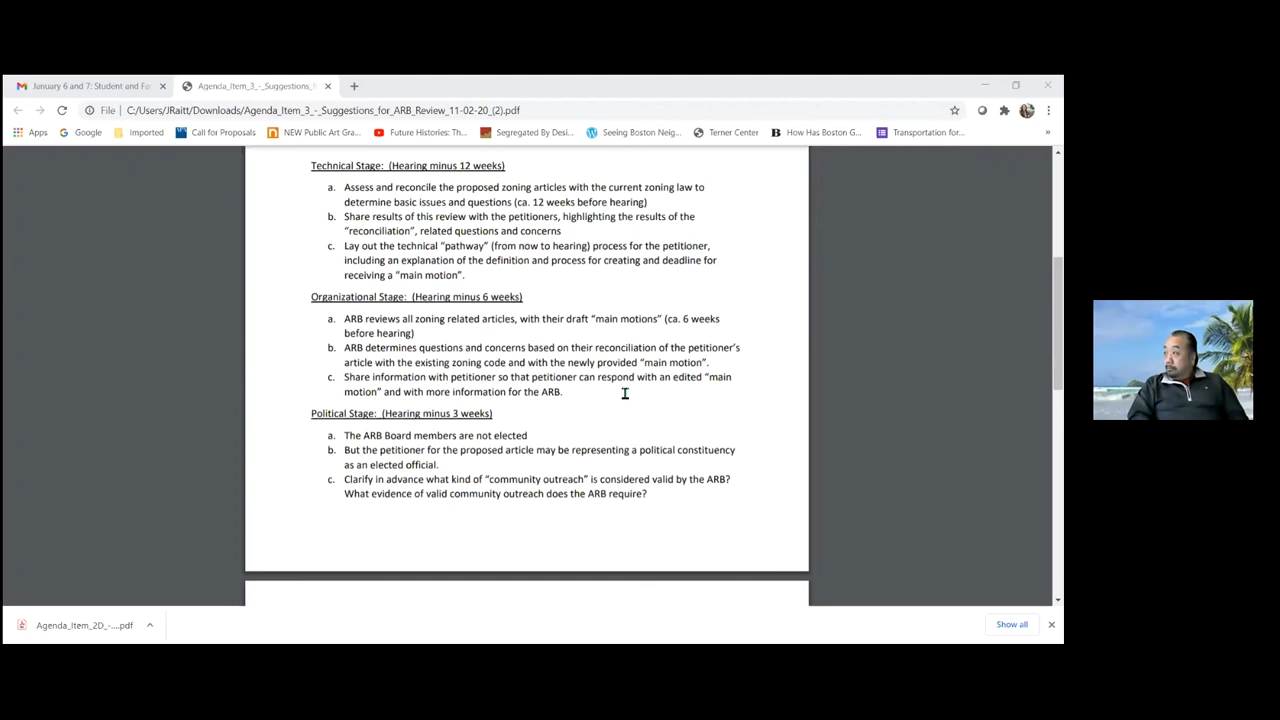 January 6 and 7: Student and Fa
Agenda_Item_3_-_Suggestions_f
File | C:/Users/JRaitt/Downloads/Agenda_Item_3_-_Suggestions_for_ARB_Review_11-02-20_(2).pdf
Apps Google Imported Call for Proposals NEW Public Art Gra... Future Histories: Th... Segregated By Desi... Seeing Boston Neig... Terner Center How Has Boston G... Transportation for... »
Technical Stage: (Hearing minus 12 weeks)
a. Assess and reconcile the proposed zoning articles with the current zoning law to
determine basic issues and questions (ca. 12 weeks before hearing)
b. Share results of this review with the petitioners, highlighting the results of the
“reconciliation”, related questions and concerns
c. Lay out the technical “pathway” (from now to hearing) process for the petitioner,
including an explanation of the definition and process for creating and deadline for
receiving a “main motion”.
Organizational Stage: (Hearing minus 6 weeks)
a. ARB reviews all zoning related articles, with their draft “main motions” (ca. 6 weeks
before hearing)
b. ARB determines questions and concerns based on their reconciliation of the petitioner’s
article with the existing zoning code and with the newly provided “main motion”.
c. Share information with petitioner so that petitioner can respond with an edited “main
motion” and with more information for the ARB.
Political Stage: (Hearing minus 3 weeks)
a. The ARB Board members are not elected
b. But the petitioner for the proposed article may be representing a political constituency
as an elected official.
c. Clarify in advance what kind of “community outreach” is considered valid by the ARB?
What evidence of valid community outreach does the ARB require?
Agenda_Item_2D_-....pdf
Show all